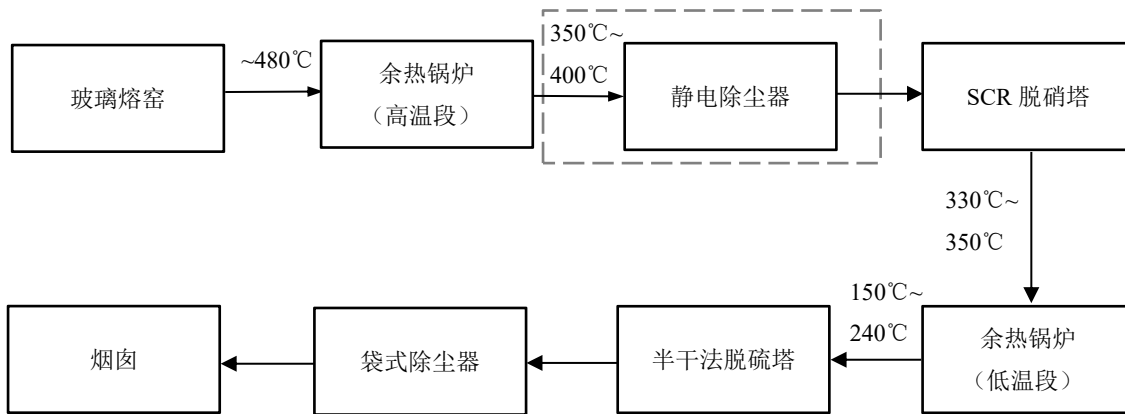 玻璃熔窑
~480℃
余热锅炉
（高温段）
350℃~
400℃
静电除尘器
SCR 脱硝塔
330℃~
350℃
余热锅炉
（低温段）
150℃~
240℃
半干法脱硫塔
袋式除尘器
烟囱